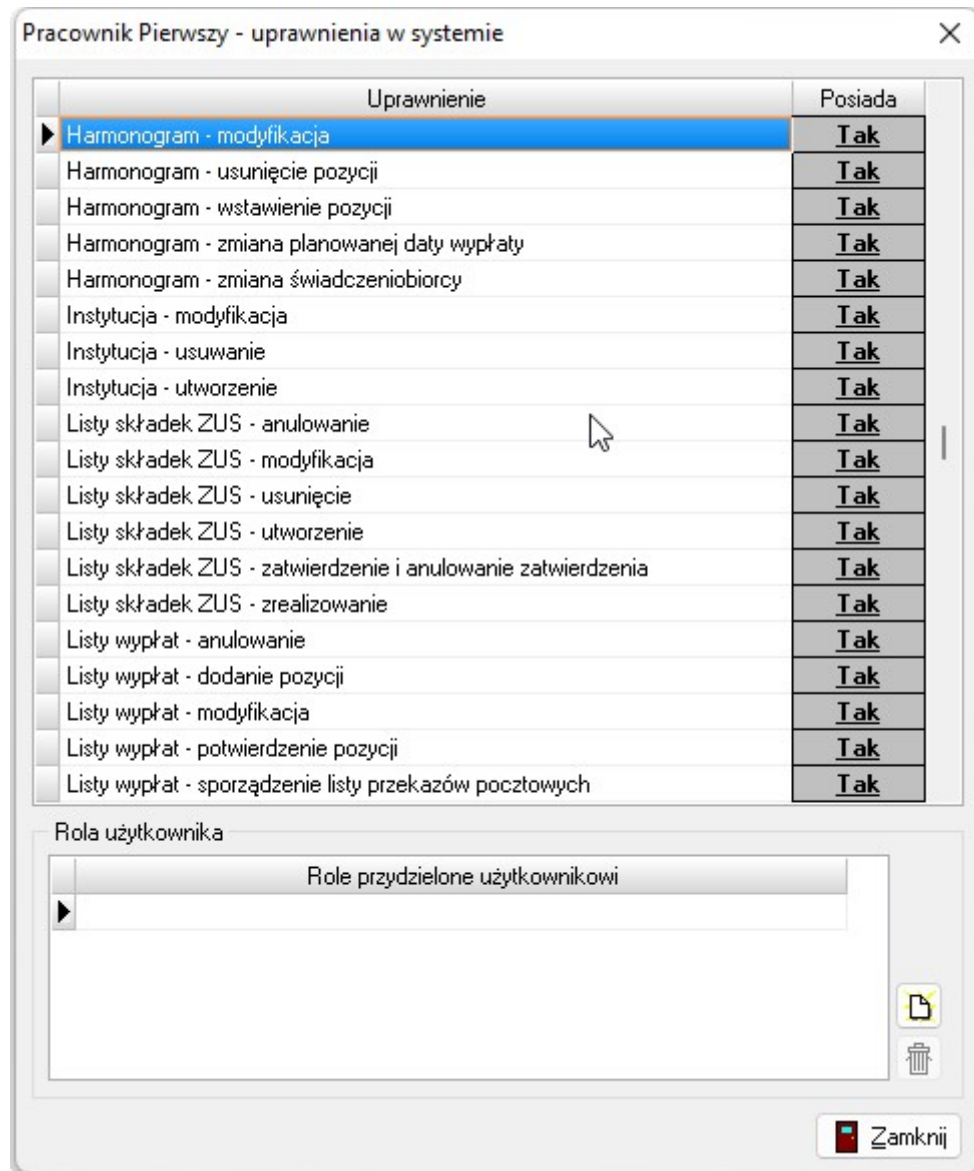 Pracownik Pierwszy - uprawnienia w systemie
Uprawnienie Posiada
Harmonogram - modyfikacja Tak
Harmonogram - usunięcie pozycji Tak
Harmonogram - wstawienie pozycji Tak
Harmonogram - zmiana planowanej daty wypłaty Tak
Harmonogram - zmiana świadczeniobiorcy Tak
Instytucja - modyfikacja Tak
Instytucja - usuwanie Tak
Instytucja - utworzenie Tak
Listy składek ZUS - anulowanie Tak
Listy składek ZUS - modyfikacja Tak
Listy składek ZUS - usunięcie Tak
Listy składek ZUS - utworzenie Tak
Listy składek ZUS - zatwierdzenie i anulowanie zatwierdzenia Tak
Listy składek ZUS - zrealizowanie Tak
Listy wypłat - anulowanie Tak
Listy wypłat - dodanie pozycji Tak
Listy wypłat - modyfikacja Tak
Listy wypłat - potwierdzenie pozycji Tak
Listy wypłat - sporządzenie listy przekazów pocztowych Tak
Rola użytkownika
Role przydzielone użytkownikowi
Zamknij